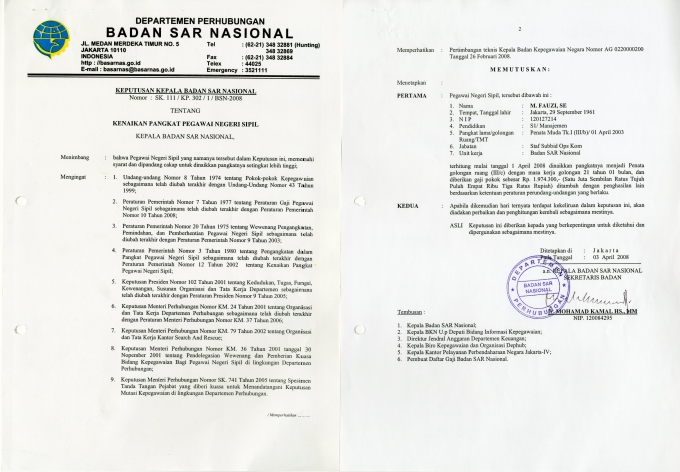 DEPARTEMEN PERHUBUNGAN
BADAN SAR NASIONAL
JL. MEDAN MERDEKA TIMUR NO. 5
JAKARTA 10110
INDONESIA
http : //basarnas.go.id
E-mail : basarnas@go.id
Tel : (62-21) 348 32881 (Hunting)
348 32869
Fax : (62-21) 348 32884
Telex : 44025
Emergency : 3521111
KEPUTUSAN KEPALA BADAN SAR NASIONAL
Nomor : SK. 111 / KP. 302 / I / BSN-2008
TENTANG
KENAIKAN PANGKAT PEGAWAI NEGERI SIPIL
KEPALA BADAN SAR NASIONAL,
Menimbang : bahwa Pegawai Negeri Sipil yang namanya tersebut dalam Keputusan ini, memenuhi
syarat dan dipandang cakap untuk dinaikkan pangkatnya setingkat lebih tinggi;
Mengingat : 1. Undang-undang Nomor 8 Tahun 1974 tentang Pokok-pokok Kepegawaian
sebagaimana telah diubah terakhir dengan Undang-Undang Nomor 43 Tahun
1999;
2. Peraturan Pemerintah Nomor 7 Tahun 1977 tentang Peraturan Gaji Pegawai
Negeri Sipil sebagaimana telah diubah terakhir dengan Peraturan Pemerintah
Nomor 10 Tahun 2008;
3. Peraturan Pemerintah Nomor 20 Tahun 1975 tentang Wewenang Pengangkatan,
Pemindahan, dan Pemberhentian Pegawai Negeri Sipil sebagaimana telah diubah
terakhir dengan Peraturan Pemerintah Nomor 9 Tahun 2003;
4. Peraturan Pemerintah Nomor 3 Tahun 1980 tentang Pengangkatan dalam
Pangkat Pegawai Negeri Sipil sebagaimana telah diubah terakhir dengan
Peraturan Pemerintah Nomor 12 Tahun 2002 tentang Kenaikan Pangkat
Pegawai Negeri Sipil;
5. Keputusan Presiden Nomor 102 Tahun 2001 tentang Kedudukan, Tugas, Fungsi,
Kewenangan, Susunan Organisasi dan Tata Kerja Departemen sebagaimana
telah diubah terakhir dengan Peraturan Presiden Nomor 9 Tahun 2005;
6. Keputusan Menteri Perhubungan Nomor KM. 24 Tahun 2001 tentang Organisasi
dan Tata Kerja Departemen Perhubungan sebagaimana telah diubah terakhir
dengan Peraturan Menteri Perhubungan Nomor KM. 37 Tahun 2006;
7. Keputusan Menteri Perhubungan Nomor KM. 79 Tahun 2002 tentang Organisasi
dan Tata Kerja Kantor Search And Rescue;
8. Keputusan Menteri Perhubungan Nomor KM. 36 Tahun 2001 tanggal 30
Nopember 2001 tentang Pendelegasian Wewenang dan Pemberian Kuasa
Bidang Kepegawaian Bagi Pegawai Negeri Sipil di lingkungan Departemen
Perhubungan;
9. Keputusan Menteri Perhubungan Nomor SK. 741 Tahun 2005 tentang Spesimen
Tanda Tangan Pejabat yang diberi kuasa untuk Menandatangani Keputusan
Mutasi Kepegawaian di lingkungan Departemen Perhubungan.
/ Memperhatikan ..........
2
Memperhatikan : Pertimbangan teknis Kepala Badan Kepegawaian Negara Nomor AG 0220000200
Tanggal 26 Pebruari 2008.
M E M U T U S K A N :
Menetapkan :
PERTAMA : Pegawai Negeri Sipil, tersebut dibawah ini :
1. Nama : M. FAUZI, SE
2. Tempat, Tanggal lahir : Jakarta, 29 September 1961
3. N I P : 120127214
4. Pendidikan : S1/ Manajemen
5. Pangkat lama/golongan : Penata Muda Tk.I (III/b)/ 01 April 2003
Ruang/TMT
6. Jabatan : Staf Subbid Ops Kom
7. Unit kerja : Badan SAR Nasional
terhitung mulai tanggal 1 April 2008 dinaikkan pangkatnya menjadi Penata
golongan ruang (III/c) dengan masa kerja golongan 21 tahun 01 bulan, dan
diberikan gaji pokok sebesar Rp. 1.974.300,- (Satu Juta Sembilan Ratus Tujuh
Puluh Empat Ribu Tiga Ratus Rupiah) ditambah dengan penghasilan lain
berdasarkan ketentuan peraturan perundang-undangan yang berlaku.
KEDUA : Apabila dikemudian hari ternyata terdapat kekeliruan dalam keputusan ini, akan
diadakan perbaikan dan penghitungan kembali sebagaimana mestinya.
ASLI Keputusan ini diberikan kepada yang berkepentingan untuk diketahui dan
dipergunakan sebagaimana mestinya.
Ditetapkan di : J a k a r t a
Pada Tanggal : 03 April 2008
a.n. KEPALA BADAN SAR NASIONAL
SEKRETARIS BADAN
DEPARTEMEN
BADAN SAR
NASIONAL
PERHUBUNGAN
MOHAMAD KAMAL HS., MM
NIP. 120084295
Tembusan :
1. Kepala Badan SAR Nasional;
2. Kepala BKN U.p Deputi Bidang Informasi Kepegawaian;
3. Direktur Jendral Anggaran Departemen Keuangan;
4. Kepala Biro Kepegawaian dan Organisasi Dephub;
5. Kepala Kantor Pelayanan Perbendaharaan Negara Jakarta-IV;
6. Pembuat Daftar Gaji Badan SAR Nasional.